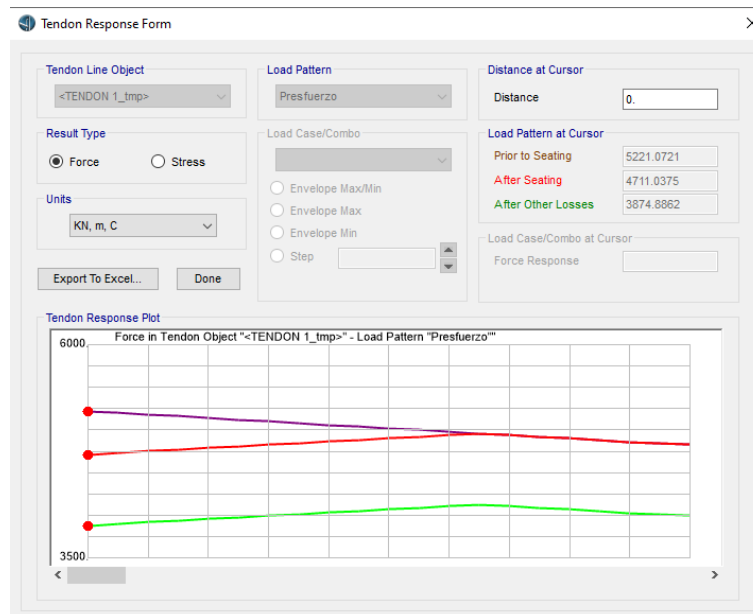 Tendon Response Form
Tendon Line Object
<TENDON 1_tmp>
Load Pattern
Presfuerzo
Distance at Cursor
Distance
0.
Result Type
Force
Stress
Load Case/Combo
Envelope Max/Min
Envelope Max
Envelope Min
Step
Load Pattern at Cursor
Prior to Seating
5221.0721
After Seating
4711.0375
After Other Losses
3874.8862
Units
KN, m, C
Load Case/Combo at Cursor
Force Response
Export To Excel...
Done
Tendon Response Plot
Force in Tendon Object "<TENDON 1_tmp>" - Load Pattern "Presfuerzo""
6000.
3500.